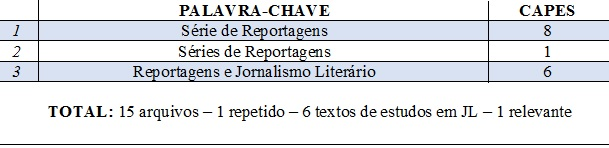 PALAVRA-CHAVE CAPES
1 Série de Reportagens 8
2 Séries de Reportagens 1
3 Reportagens e Jornalismo Literário 6
TOTAL: 15 arquivos – 1 repetido – 6 textos de estudos em JL – 1 relevante